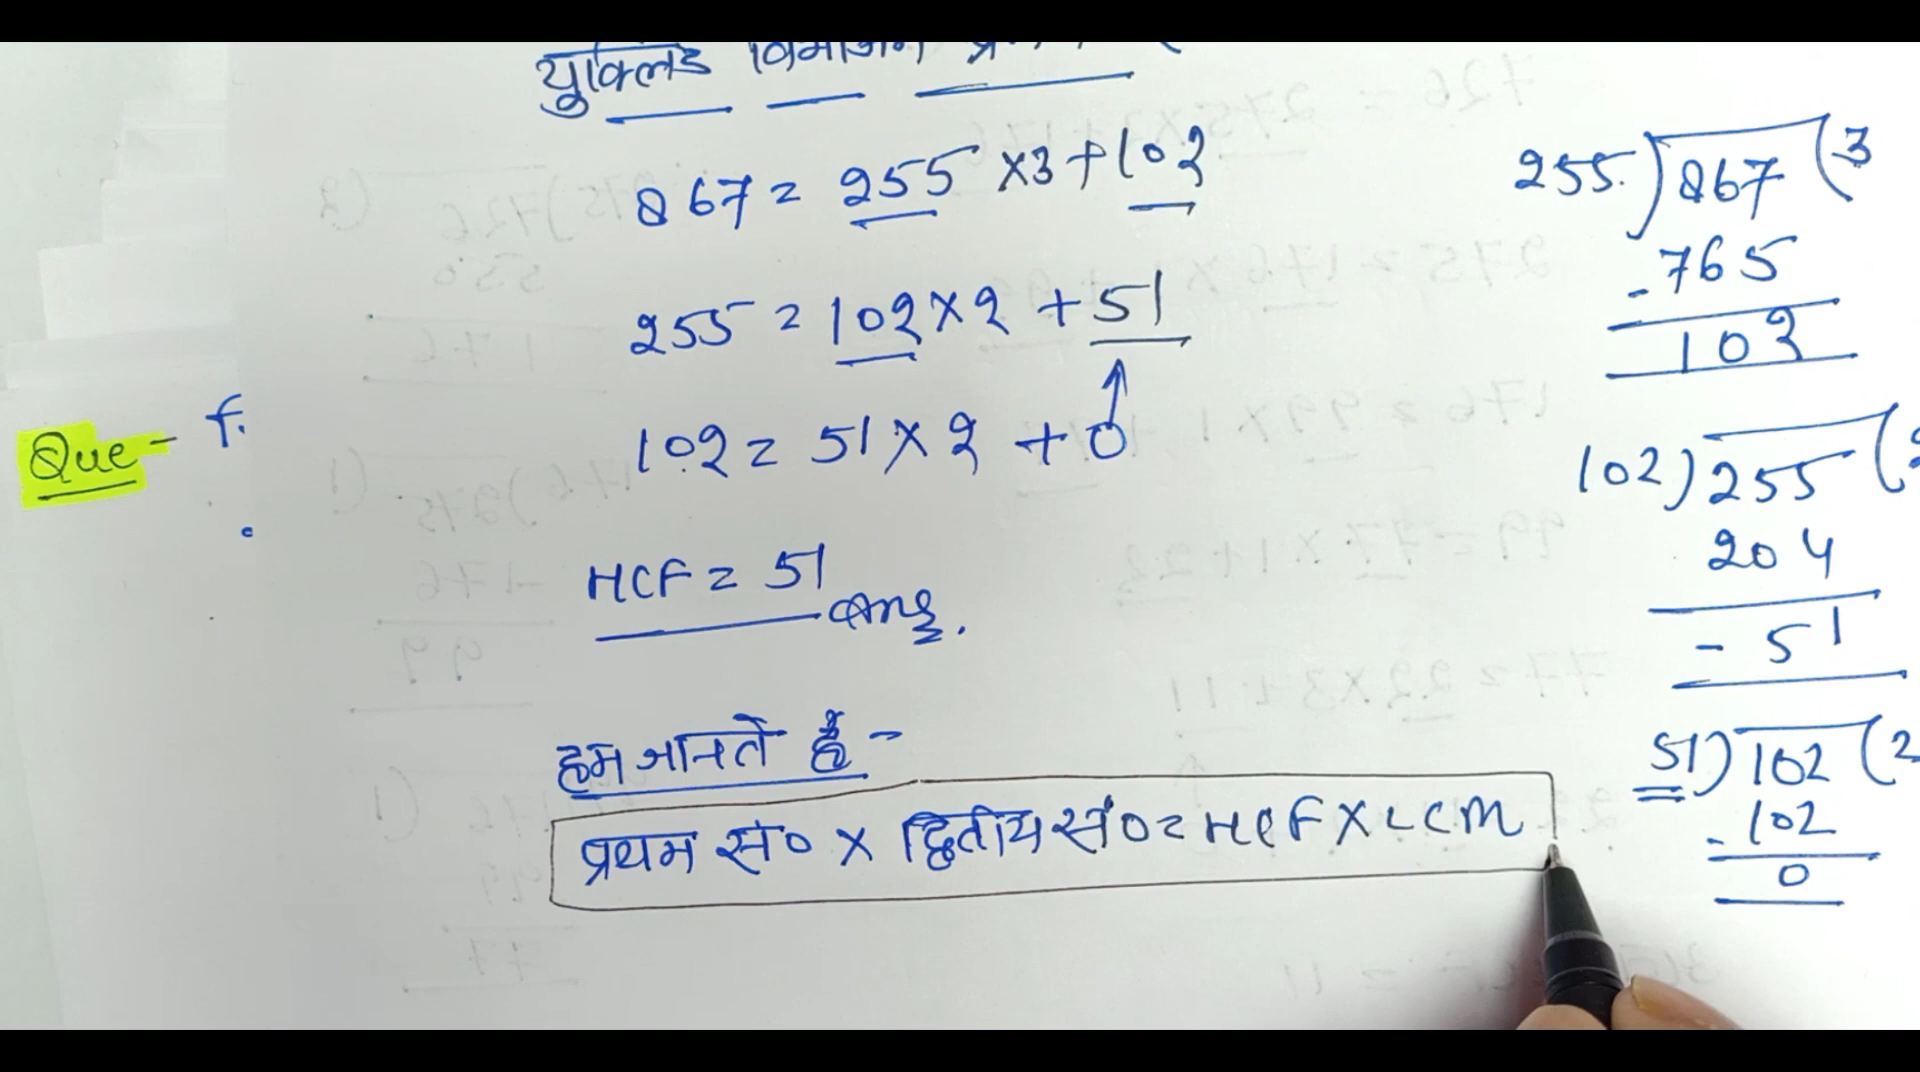 युक्लिड विभाजन
867 = 255 ×3 + 102
255 = 102 × 2 + 51
Que - f.
102 = 51 × 2 + 0
HCF = 51
Ans.
हम जानते हैं -
प्रथम सं० × द्वितीय सं० = HCF × LCM
255 ) 867 ( 3
- 765
102
102 ) 255 (
204
- 51
51 ) 102 ( 2
- 102
0